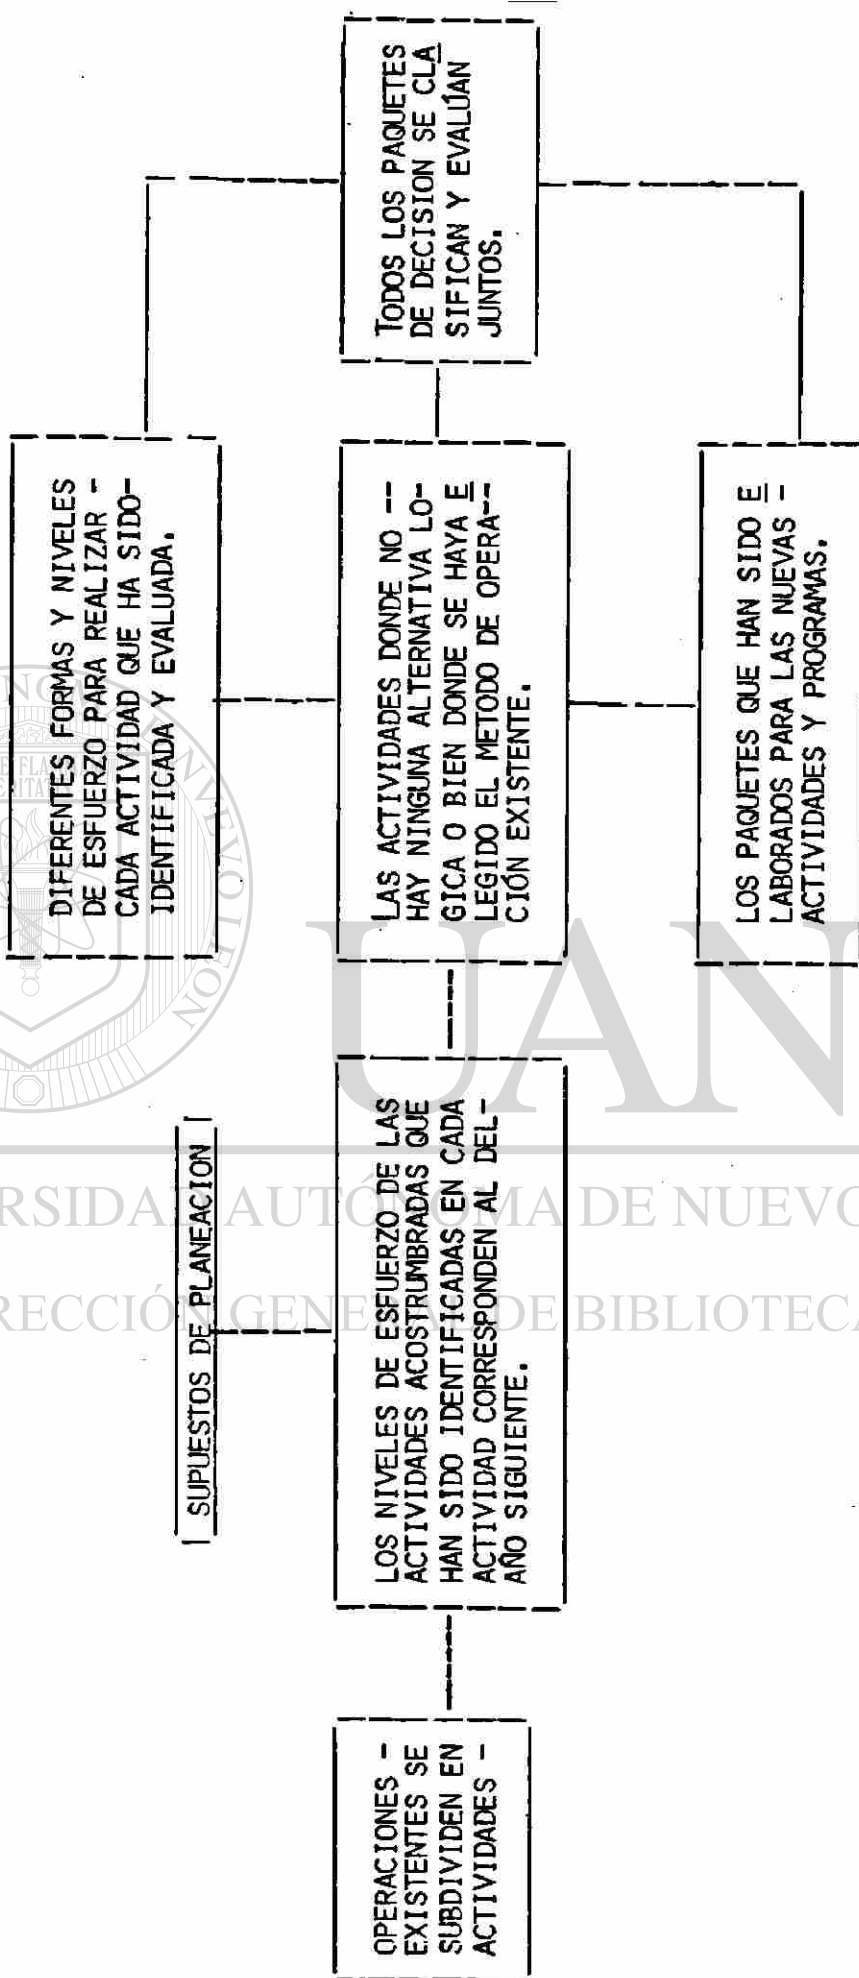 OPERACIONES -
EXISTENTES SE
SUBDIVIDEN EN
ACTIVIDADES -
| SUPUESTOS DE PLANEACION |
LOS NIVELES DE ESFUERZO DE LAS
ACTIVIDADES ACOSTRUMBRADAS QUE
HAN SIDO IDENTIFICADAS EN CADA
ACTIVIDAD CORRESPONDEN AL DEL-
AÑO SIGUIENTE.
DIFERENTES FORMAS Y NIVELES
DE ESFUERZO PARA REALIZAR -
CADA ACTIVIDAD QUE HA SIDO-
IDENTIFICADA Y EVALUADA.
LAS ACTIVIDADES DONDE NO --
HAY NINGUNA ALTERNATIVA LO-
GICA O BIEN DONDE SE HAYA E
LEGIDO EL METODO DE OPERA--
CIÓN EXISTENTE.
LOS PAQUETES QUE HAN SIDO E
LABORADOS PARA LAS NUEVAS -
ACTIVIDADES Y PROGRAMAS.
TODOS LOS PAQUETES
DE DECISION SE CLA
SIFICAN Y EVALÚAN
JUNTOS.
UAN
AUTÓNOMA DE NUEVO
GENERAL DE BIBLIOTECA
NUEVO LEON